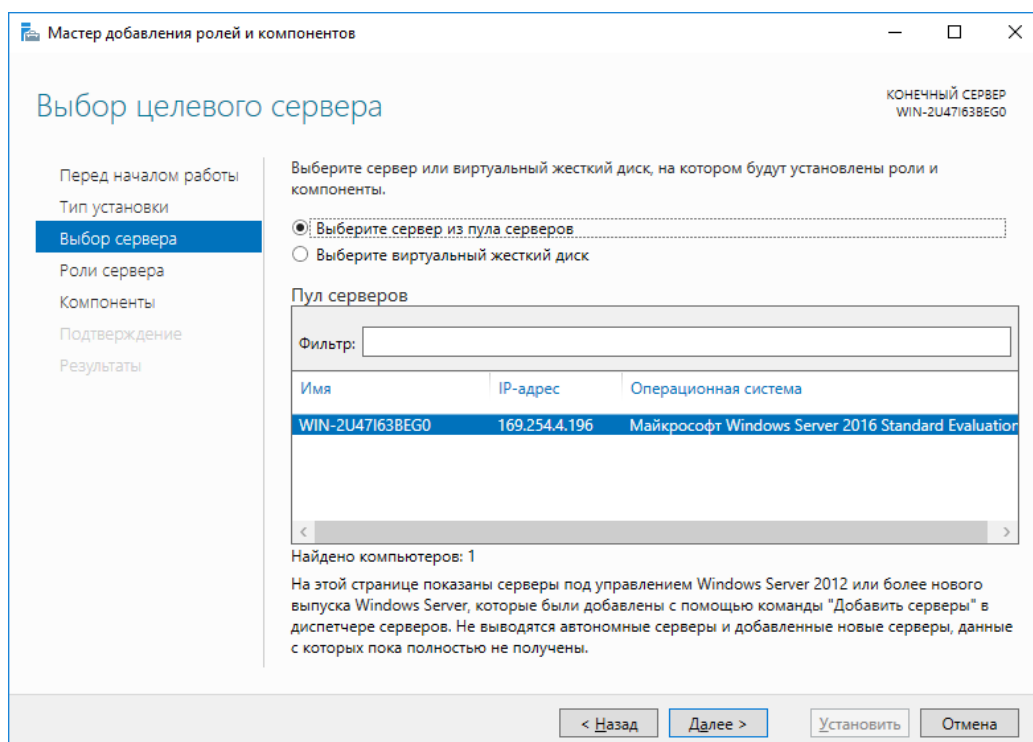 Мастер добавления ролей и компонентов
Выбор целевого сервера
КОНЕЧНЫЙ СЕРВЕР
WIN-2U47I63BEG0
Перед началом работы
Тип установки
Выбор сервера
Роли сервера
Компоненты
Подтверждение
Результаты
Выберите сервер или виртуальный жесткий диск, на котором будут установлены роли и
компоненты.
Выберите сервер из пула серверов
Выберите виртуальный жесткий диск
Пул серверов
Фильтр:
Имя IP-адрес Операционная система
WIN-2U47I63BEG0 169.254.4.196 Майкрософт Windows Server 2016 Standard Evaluation
Найдено компьютеров: 1
На этой странице показаны серверы под управлением Windows Server 2012 или более нового
выпуска Windows Server, которые были добавлены с помощью команды "Добавить серверы" в
диспетчере серверов. Не выводятся автономные серверы и добавленные новые серверы, данные
с которых пока полностью не получены.
< Назад Далее > Установить Отмена